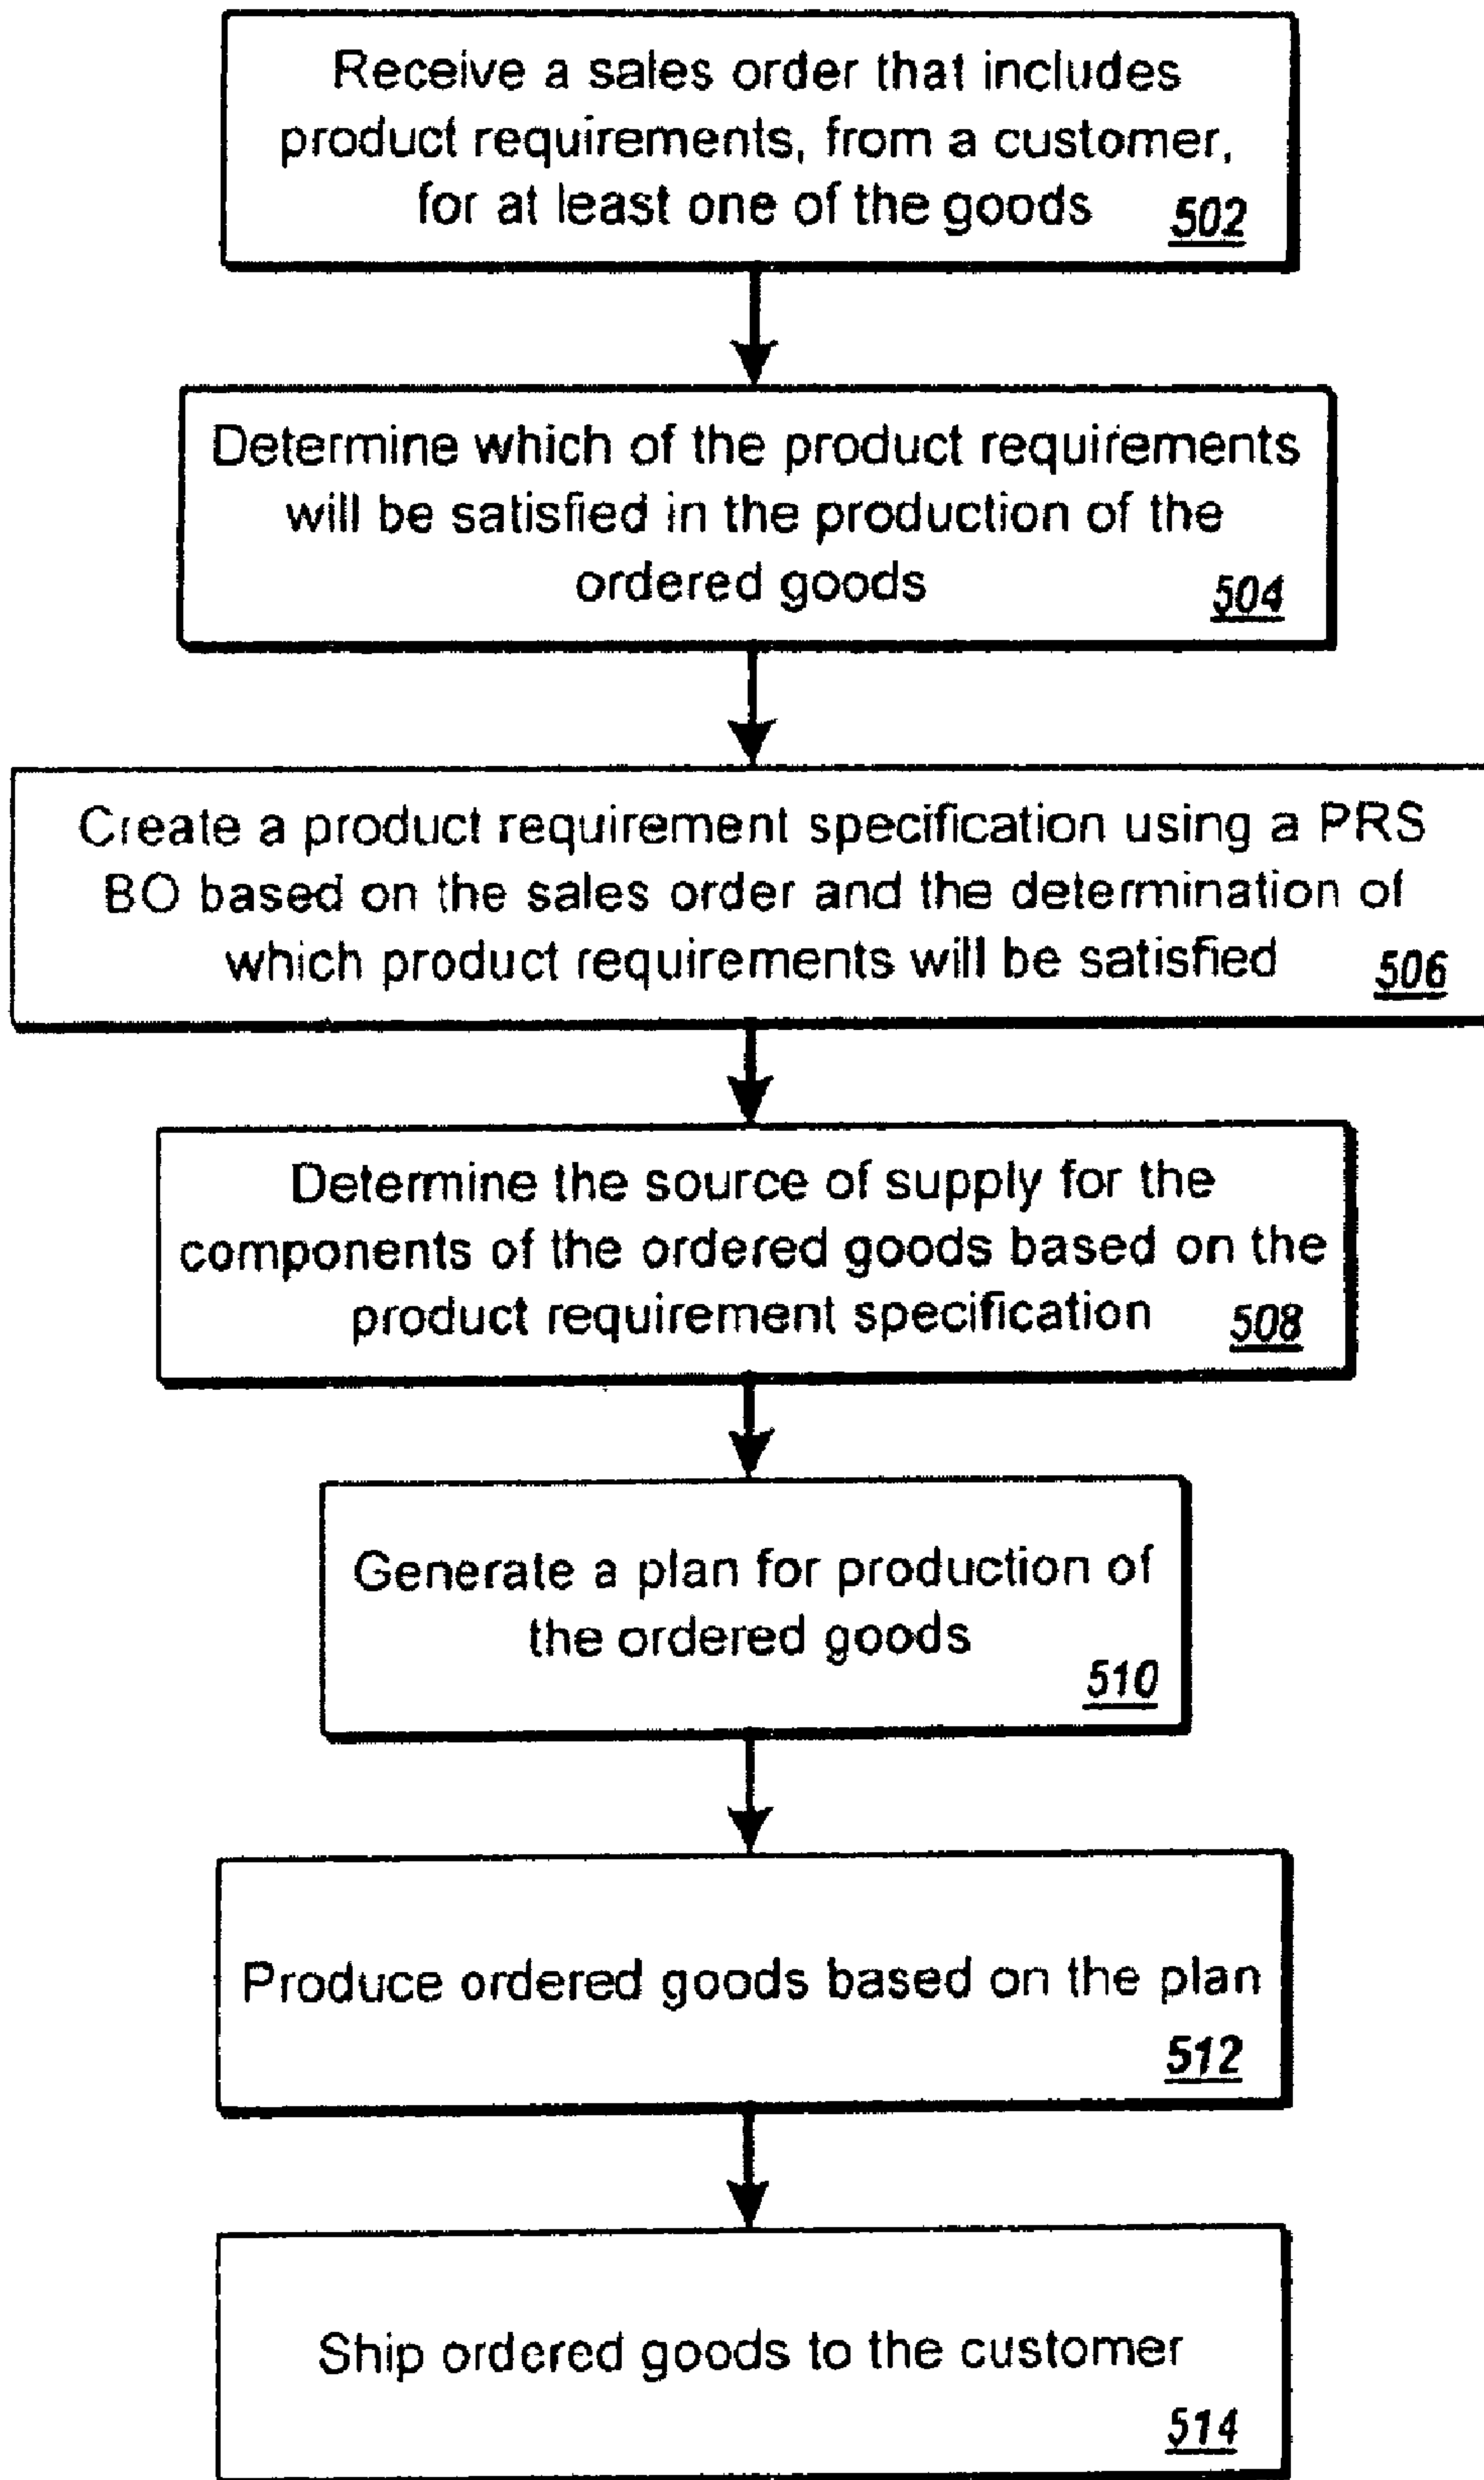 Receive a sales order that includes
product requirements, from a customer,
for at least one of the goods 502
Determine which of the product requirements
will be satisfied in the production of the
ordered goods 504
Create a product requirement specification using a PRS
BO based on the sales order and the determination of
which product requirements will be satisfied 506
Determine the source of supply for the
components of the ordered goods based on the
product requirement specification 508
Generate a plan for production of
the ordered goods
510
Produce ordered goods based on the plan
512
Ship ordered goods to the customer
514